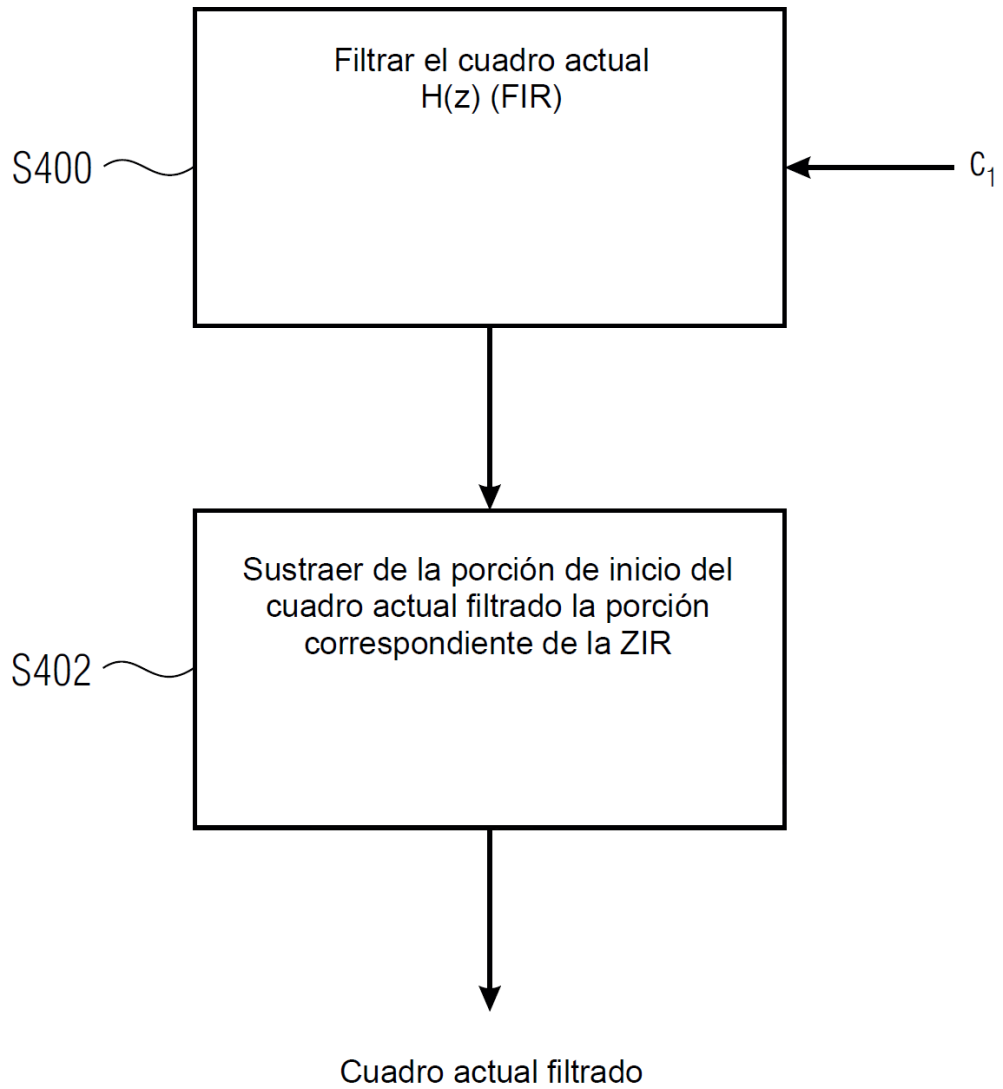 Filtrar el cuadro actual
H(z) (FIR)
S400
C₁
Sustraer de la porción de inicio del
cuadro actual filtrado la porción
correspondiente de la ZIR
S402
Cuadro actual filtrado